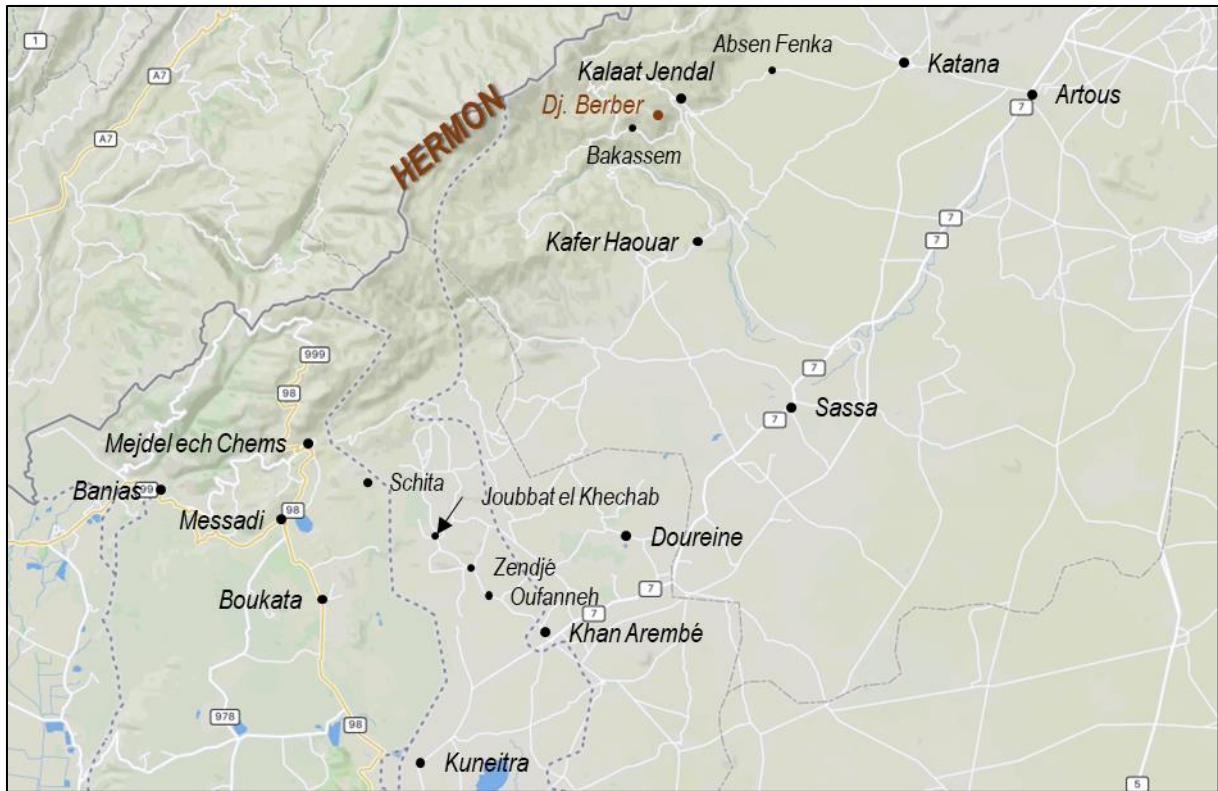 1
A7
Absen Fenka
Katana
Kalaat Jendal
HERMON
Dj. Berber
Artous
7
A7
Bakassem
7
Kafer Haouar
7
999
7
98
Sassa
7
Mejdel ech Chems
Schita
Joubbat el Khechab
Banjas
99
98
Messadi
Doureine
Zendjé
7
Boukata
Oufanneh
7
Khan Arembé
978
98
Kuneitra
5